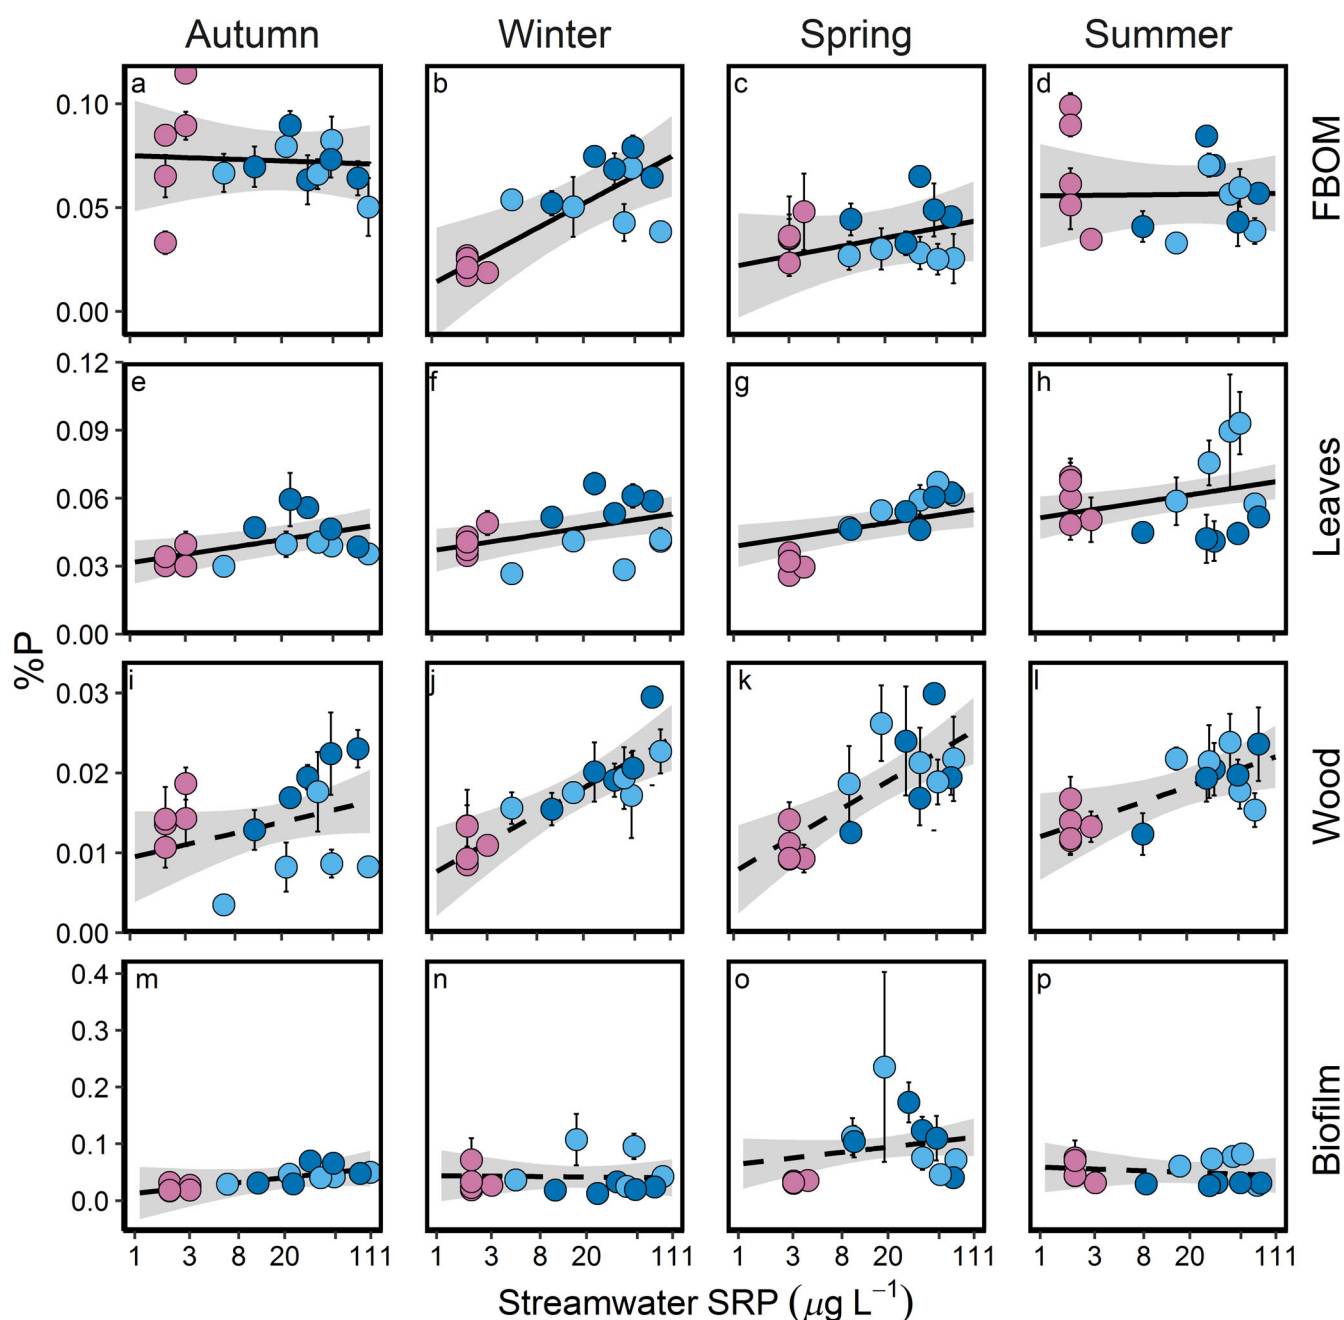 Autumn Winter Spring Summer
a b c d
0.10
0.05
0.00
FBOM
e f g h
0.12
0.09
0.06
0.03
0.00
Leaves
%P
i j k l
0.03
0.02
0.01
0.00
Wood
m n o p
0.4
0.3
0.2
0.1
0.0
Biofilm
1 3 8 20 111 1 3 8 20 111 1 3 8 20 111 1 3 8 20 111
Streamwater SRP (μg L⁻¹)